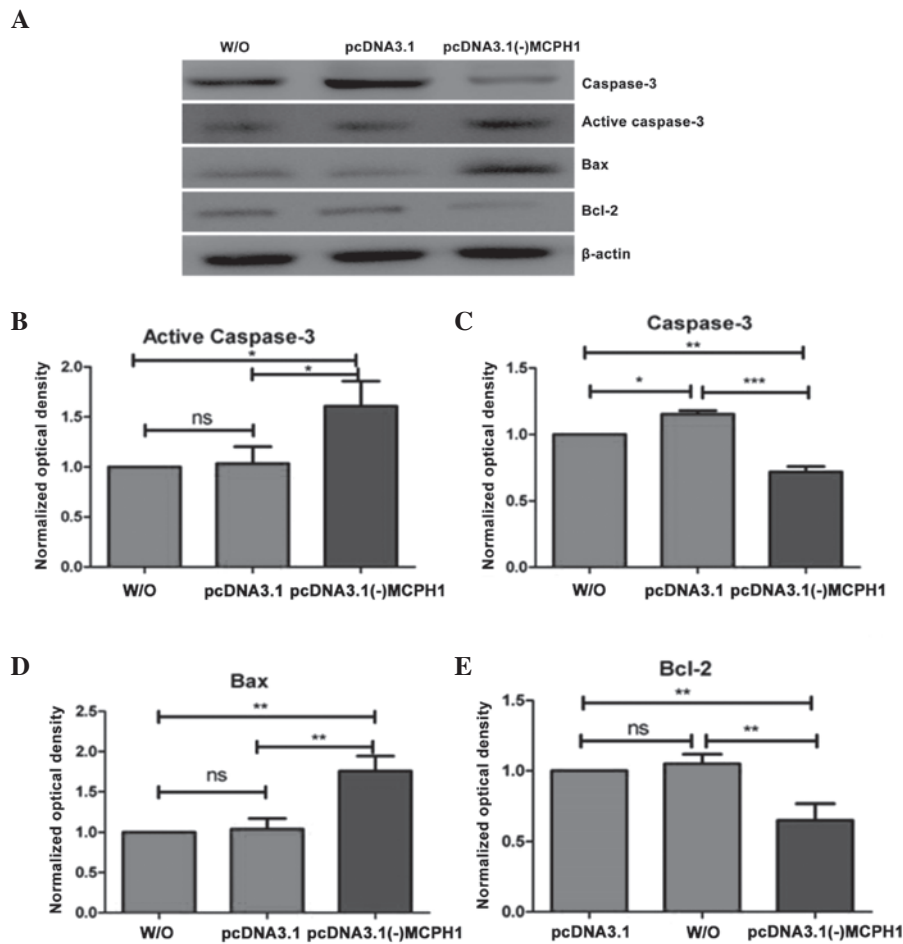 A
W/O pcDNA3.1 pcDNA3.1(-)MCPH1
Caspase-3
Active caspase-3
Bax
Bcl-2
β-actin
B
Active Caspase-3
Normalized optical density
2.0
1.5
1.0
0.5
0.0
*
*
ns
W/O pcDNA3.1 pcDNA3.1(-)MCPH1
C
Caspase-3
Normalized optical density
1.5
1.0
0.5
0.0
**
* ***
W/O pcDNA3.1 pcDNA3.1(-)MCPH1
D
Bax
Normalized optical density
2.5
2.0
1.5
1.0
0.5
0.0
**
**
ns
W/O pcDNA3.1 pcDNA3.1(-)MCPH1
E
Bcl-2
Normalized optical density
1.5
1.0
0.5
0.0
**
ns **
pcDNA3.1 W/O pcDNA3.1(-)MCPH1